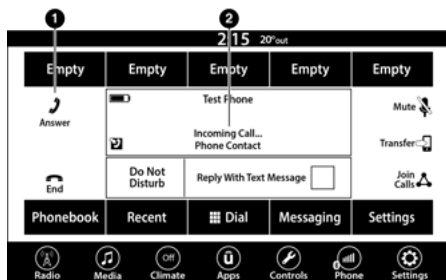 1 2
2 15 20°out
Empty Empty Empty Empty Empty
Answer
Test Phone
Mute
Incoming Call...
Phone Contact
Transfer
End
Do Not
Disturb
Reply With Text Message
Join
Calls
Phonebook Recent Dial Messaging Settings
Off ū
Radio Media Climate Apps Controls Phone Settings